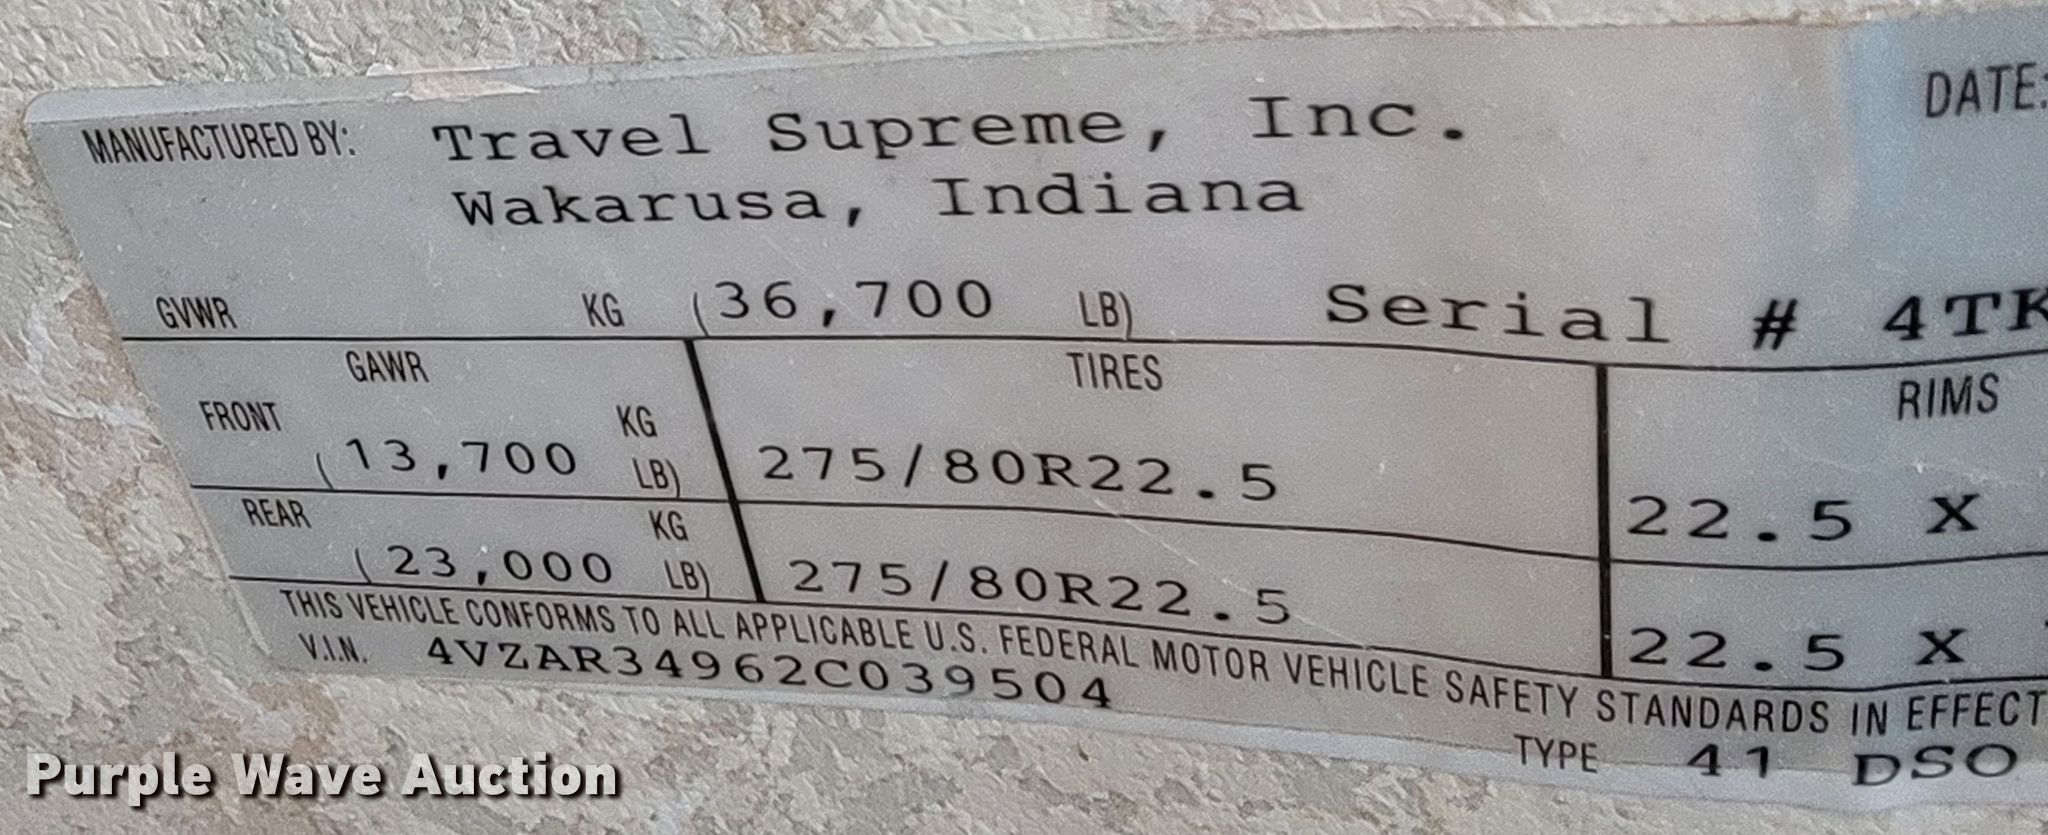 MANUFACTURED BY: Travel Supreme, Inc. DATE:
Wakarusa, Indiana
GVWR KG (36,700 LB) Serial # 4TK
GAWR TIRES RIMS
FRONT KG
(13,700 LB) 275/80R22.5 22.5 X
REAR KG
(23,000 LB) 275/80R22.5 22.5 X
THIS VEHICLE CONFORMS TO ALL APPLICABLE U.S. FEDERAL MOTOR VEHICLE SAFETY STANDARDS IN EFFECT
V.I.N. 4VZAR34962C039504
TYPE 41 DSO
Purple Wave Auction